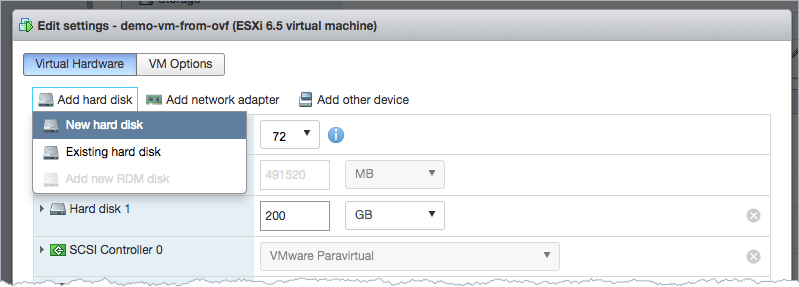 Storage
Edit settings - demo-vm-from-ovf (ESXi 6.5 virtual machine)
Virtual Hardware VM Options
Add hard disk Add network adapter Add other device
New hard disk
72
Existing hard disk
491520 MB
Add new RDM disk
Hard disk 1 200 GB
SCSI Controller 0 VMware Paravirtual